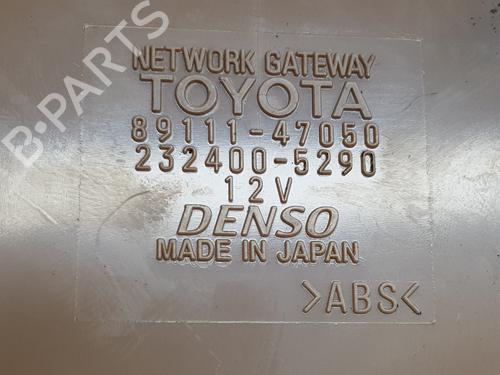 B-PARTS
NETWORK GATEWAY
TOYOTA
89111-47050
232400-5290
12V
DENSO
MADE IN JAPAN
>ABS<